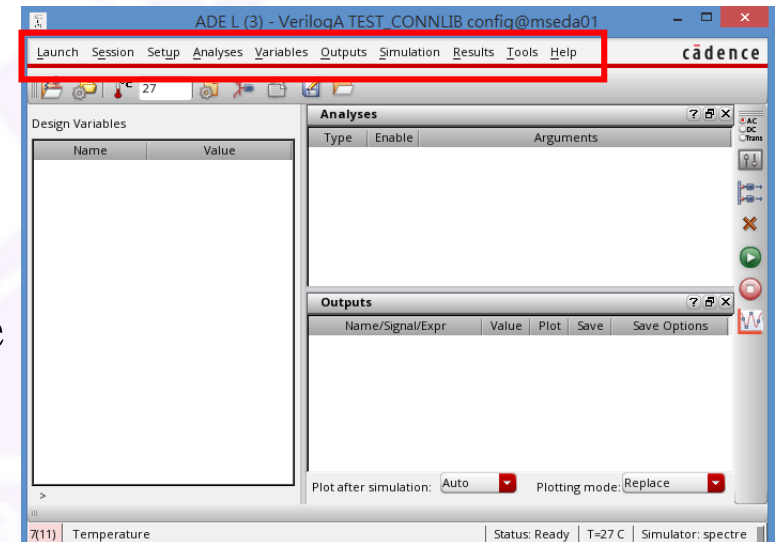 ADE L (3) - VerilogA TEST_CONNLIB config@mseda01
Launch Session Setup Analyses Variables Outputs Simulation Results Tools Help
cādence
°C 27
Design Variables
Name Value
>
Analyses
Type Enable Arguments
Outputs
Name/Signal/Expr Value Plot Save Save Options
Plot after simulation: Auto Plotting mode: Replace
AC
DC
Trans
e
7(11) Temperature Status: Ready T=27 C Simulator: spectre